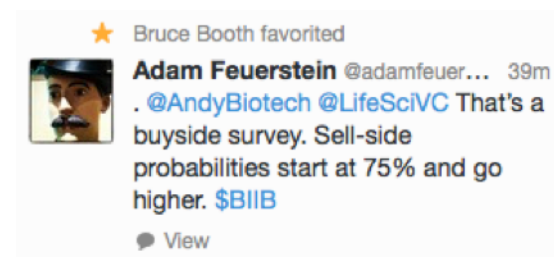 Bruce Booth favorited
Adam Feuerstein @adamfeuer... 39m
. @AndyBiotech @LifeSciVC That's a
buyside survey. Sell-side
probabilities start at 75% and go
higher. $BIIB
View